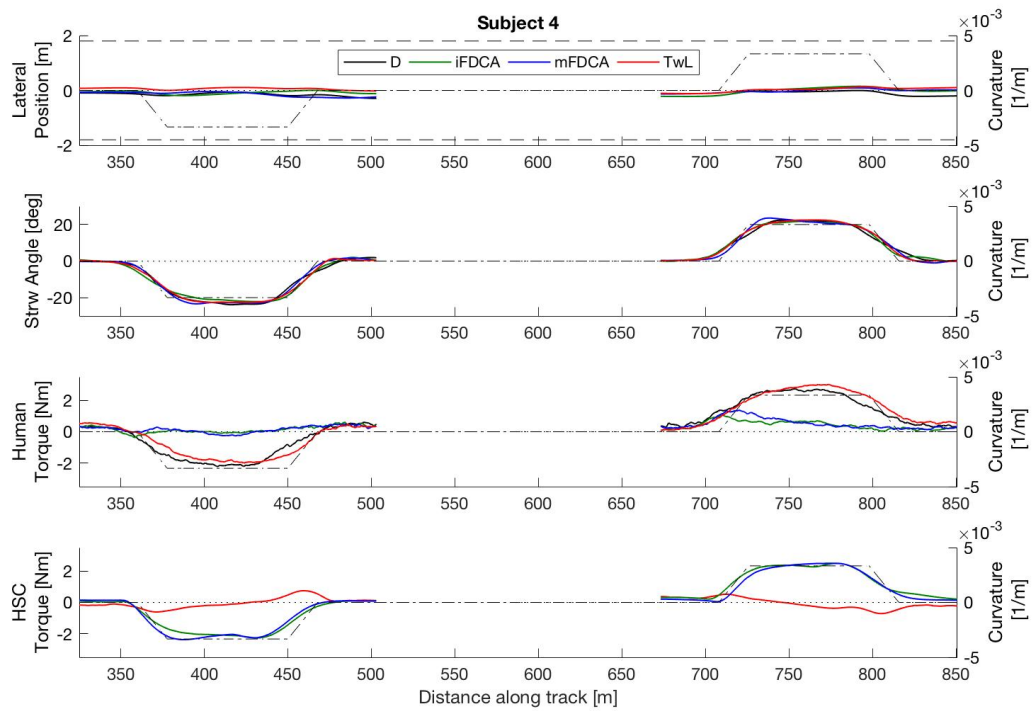 Subject 4
×10⁻³
2
0
-2
Lateral
Position [m]
D
iFDCA
mFDCA
TwL
5
0
-5
Curvature
[1/m]
350 400 450 500 550 600 650 700 750 800 850
×10⁻³
20
0
-20
Strw Angle [deg]
5
0
-5
Curvature
[1/m]
350 400 450 500 550 600 650 700 750 800 850
×10⁻³
2
0
-2
Human
Torque [Nm]
5
0
-5
Curvature
[1/m]
350 400 450 500 550 600 650 700 750 800 850
×10⁻³
2
0
-2
HSC
Torque [Nm]
5
0
-5
Curvature
[1/m]
350 400 450 500 550 600 650 700 750 800 850
Distance along track [m]